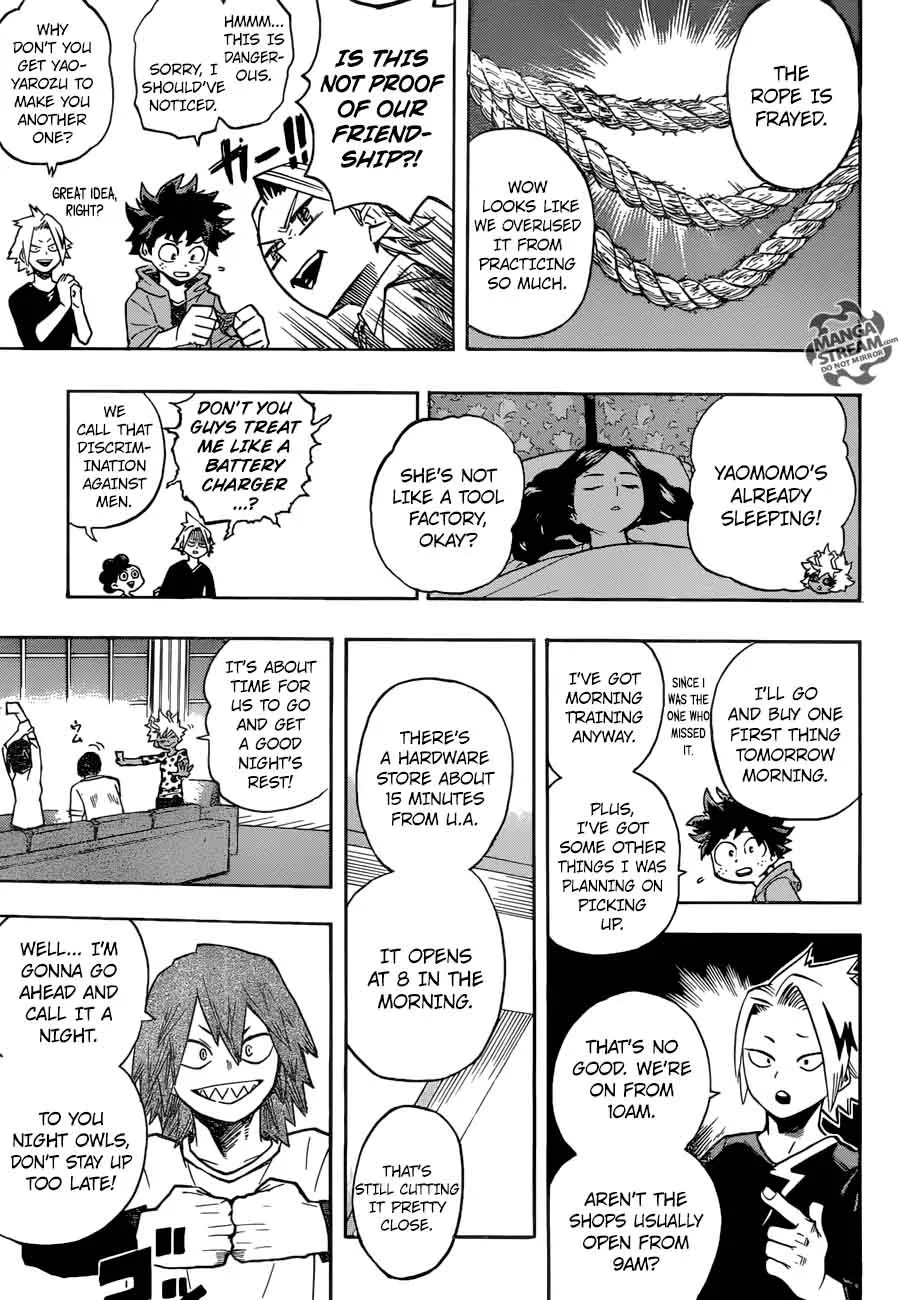 THE
ROPE IS
FRAYED.
WOW
LOOKS LIKE
WE OVERUSED
IT FROM
PRACTICING
SO MUCH.
MANGA
STREAM.com
DO NOT MIRROR
IS THIS
NOT PROOF
OF OUR
FRIEND-
SHIP?!
ガーー!!
HMMM...
THIS IS
DANGER-
OUS.
SORRY, I
SHOULD'VE
NOTICED.
WHY
DON'T YOU
GET YAO-
YAROZU TO
MAKE YOU
ANOTHER
ONE?
GREAT IDEA,
RIGHT?
YAOMOMO'S
ALREADY
SLEEPING!
SHE'S NOT
LIKE A TOOL
FACTORY,
OKAY?
DON'T YOU
GUYS TREAT
ME LIKE A
BATTERY
CHARGER
...?
WE
CALL THAT
DISCRIM-
INATION
AGAINST
MEN.
I'LL GO
AND BUY ONE
FIRST THING
TOMORROW
MORNING.
SINCE I
WAS THE
ONE WHO
MISSED
IT.
I'VE GOT
MORNING
TRAINING
ANYWAY.
PLUS,
I'VE GOT
SOME OTHER
THINGS I WAS
PLANNING ON
PICKING
UP.
THAT'S NO
GOOD. WE'RE
ON FROM
10AM.
AREN'T THE
SHOPS USUALLY
OPEN FROM
9AM?
THERE'S
A HARDWARE
STORE ABOUT
15 MINUTES
FROM U.A.
IT OPENS
AT 8 IN THE
MORNING.
THAT'S
STILL CUTTING
IT PRETTY
CLOSE.
IT'S ABOUT
TIME FOR
US TO GO
AND GET
A GOOD
NIGHT'S
REST!
ウム
WELL... I'M
GONNA GO
AHEAD AND
CALL IT A
NIGHT.
TO YOU
NIGHT OWLS,
DON'T STAY UP
TOO LATE!
ゴゴ